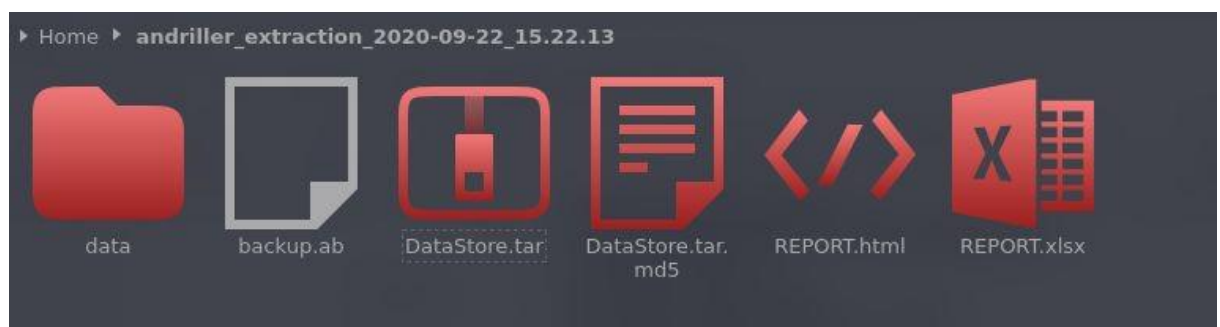 Home andriller_extraction_2020-09-22_15.22.13
X
data
backup.ab
DataStore.tar
DataStore.tar.
md5
REPORT.html
REPORT.xlsx